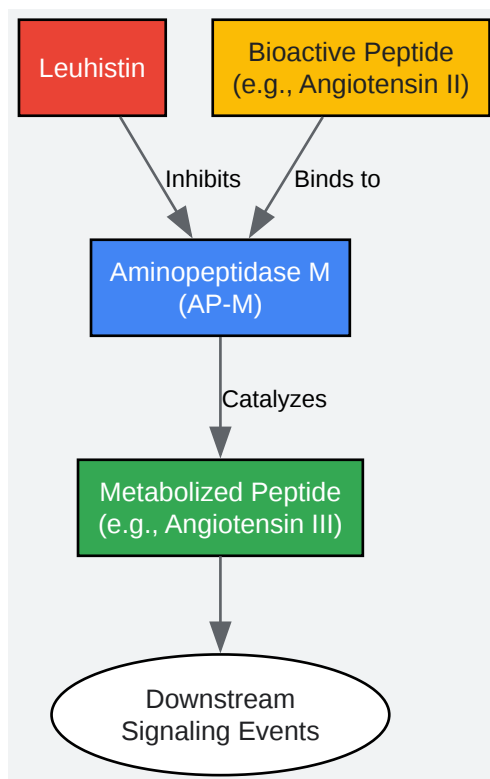 Leuhistin
Bioactive Peptide
(e.g., Angiotensin II)
Inhibits
Binds to
Aminopeptidase M
(AP-M)
Catalyzes
Metabolized Peptide
(e.g., Angiotensin III)
Downstream
Signaling Events